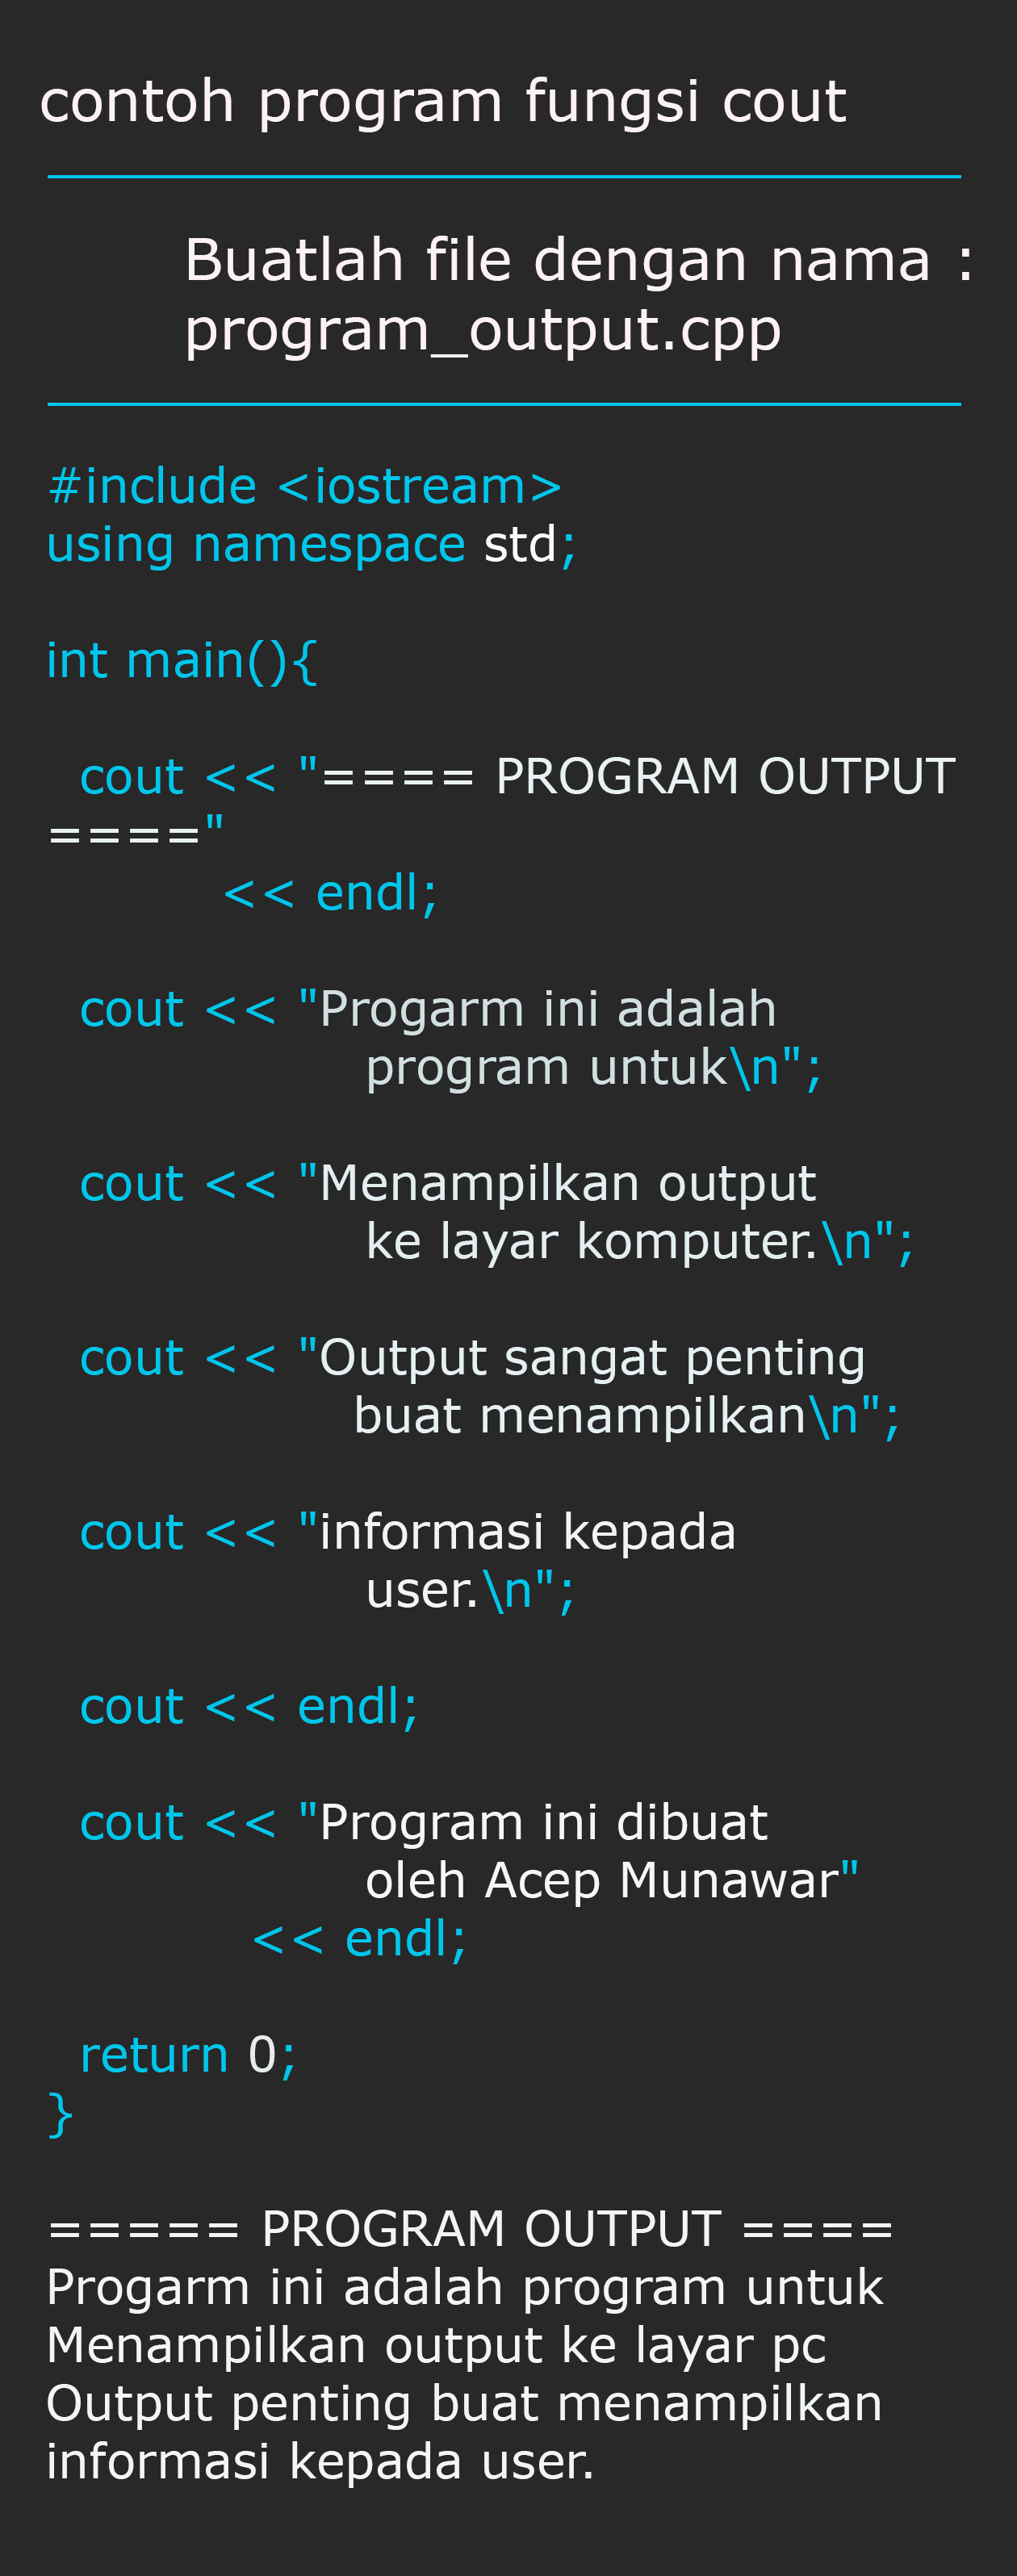 contoh program fungsi cout
Buatlah file dengan nama :
program_output.cpp
#include <iostream>
using namespace std;
int main(){
cout << "==== PROGRAM OUTPUT
===="
<< endl;
cout << "Progarm ini adalah
program untuk\n";
cout << "Menampilkan output
ke layar komputer.\n";
cout << "Output sangat penting
buat menampilkan\n";
cout << "informasi kepada
user.\n";
cout << endl;
cout << "Program ini dibuat
oleh Acep Munawar"
<< endl;
return 0;
}
===== PROGRAM OUTPUT ====
Progarm ini adalah program untuk
Menampilkan output ke layar pc
Output penting buat menampilkan
informasi kepada user.